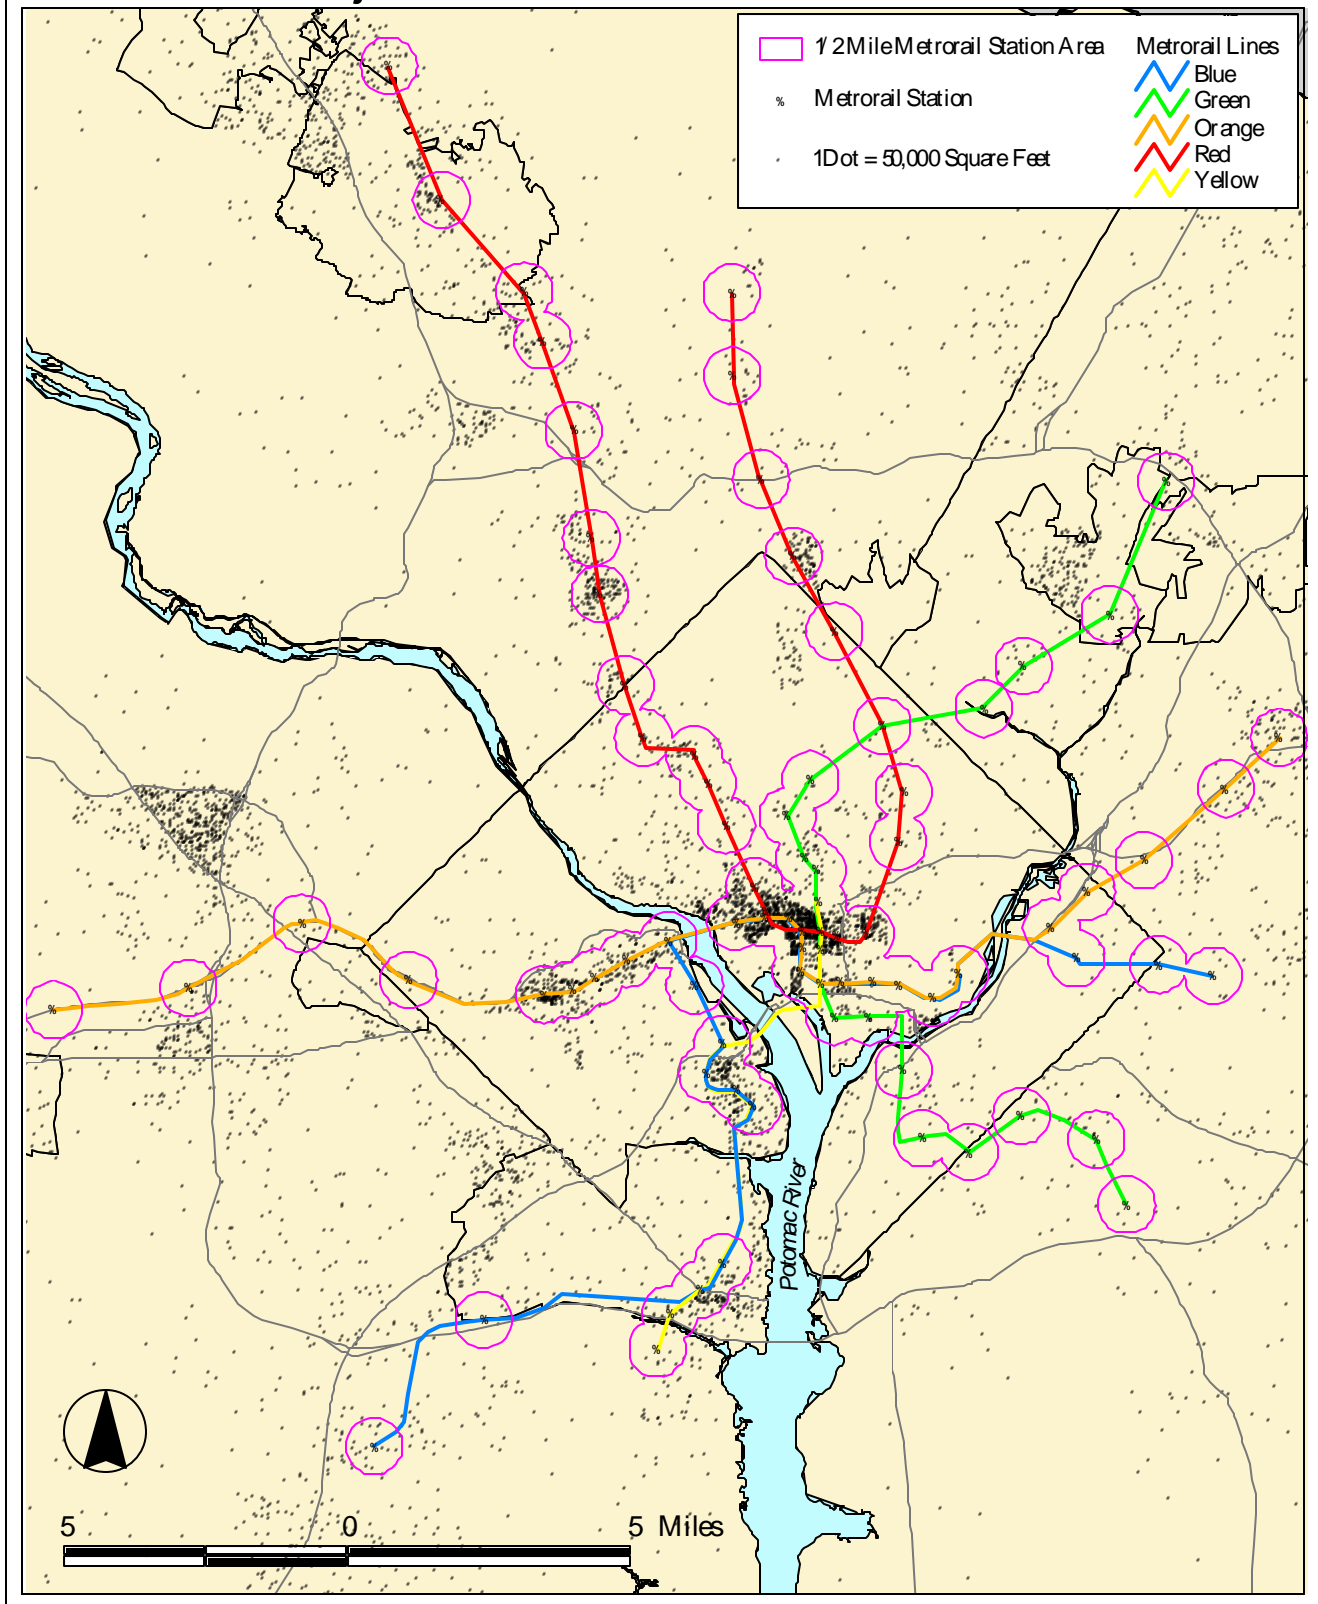 1/2 Mile Metrorail Station Area
% Metrorail Station
1 Dot = 50,000 Square Feet
Metrorail Lines
Blue
Green
Orange
Red
Yellow
Potomac River
5 0 5 Miles